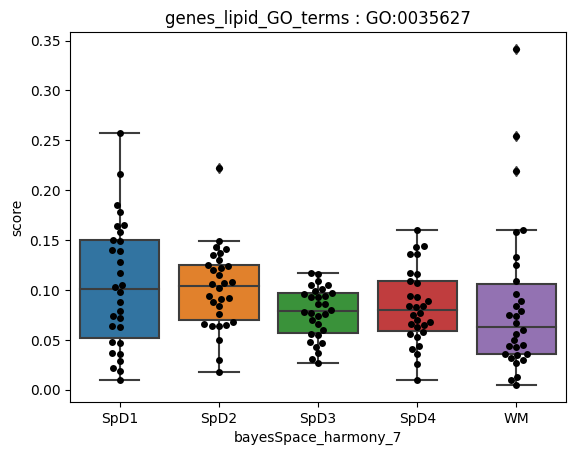 genes_lipid_GO_terms : GO:0035627
0.35
0.30
0.25
0.20
0.15
0.10
0.05
0.00
score
SpD1 SpD2 SpD3 SpD4 WM
bayesSpace_harmony_7